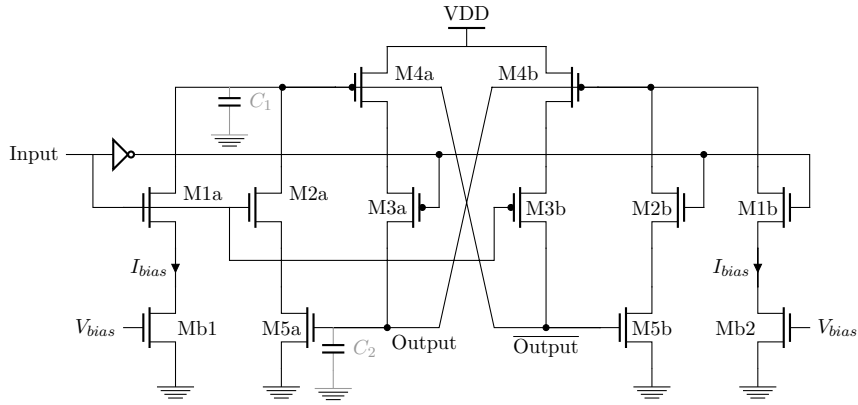 VDD
M4a
M4b
C1
Input
M1a
M2a
M3a
M3b
M2b
M1b
Ibias
Ibias
Vbias
Mb1
M5a
C2
Output
Output
M5b
Mb2
Vbias